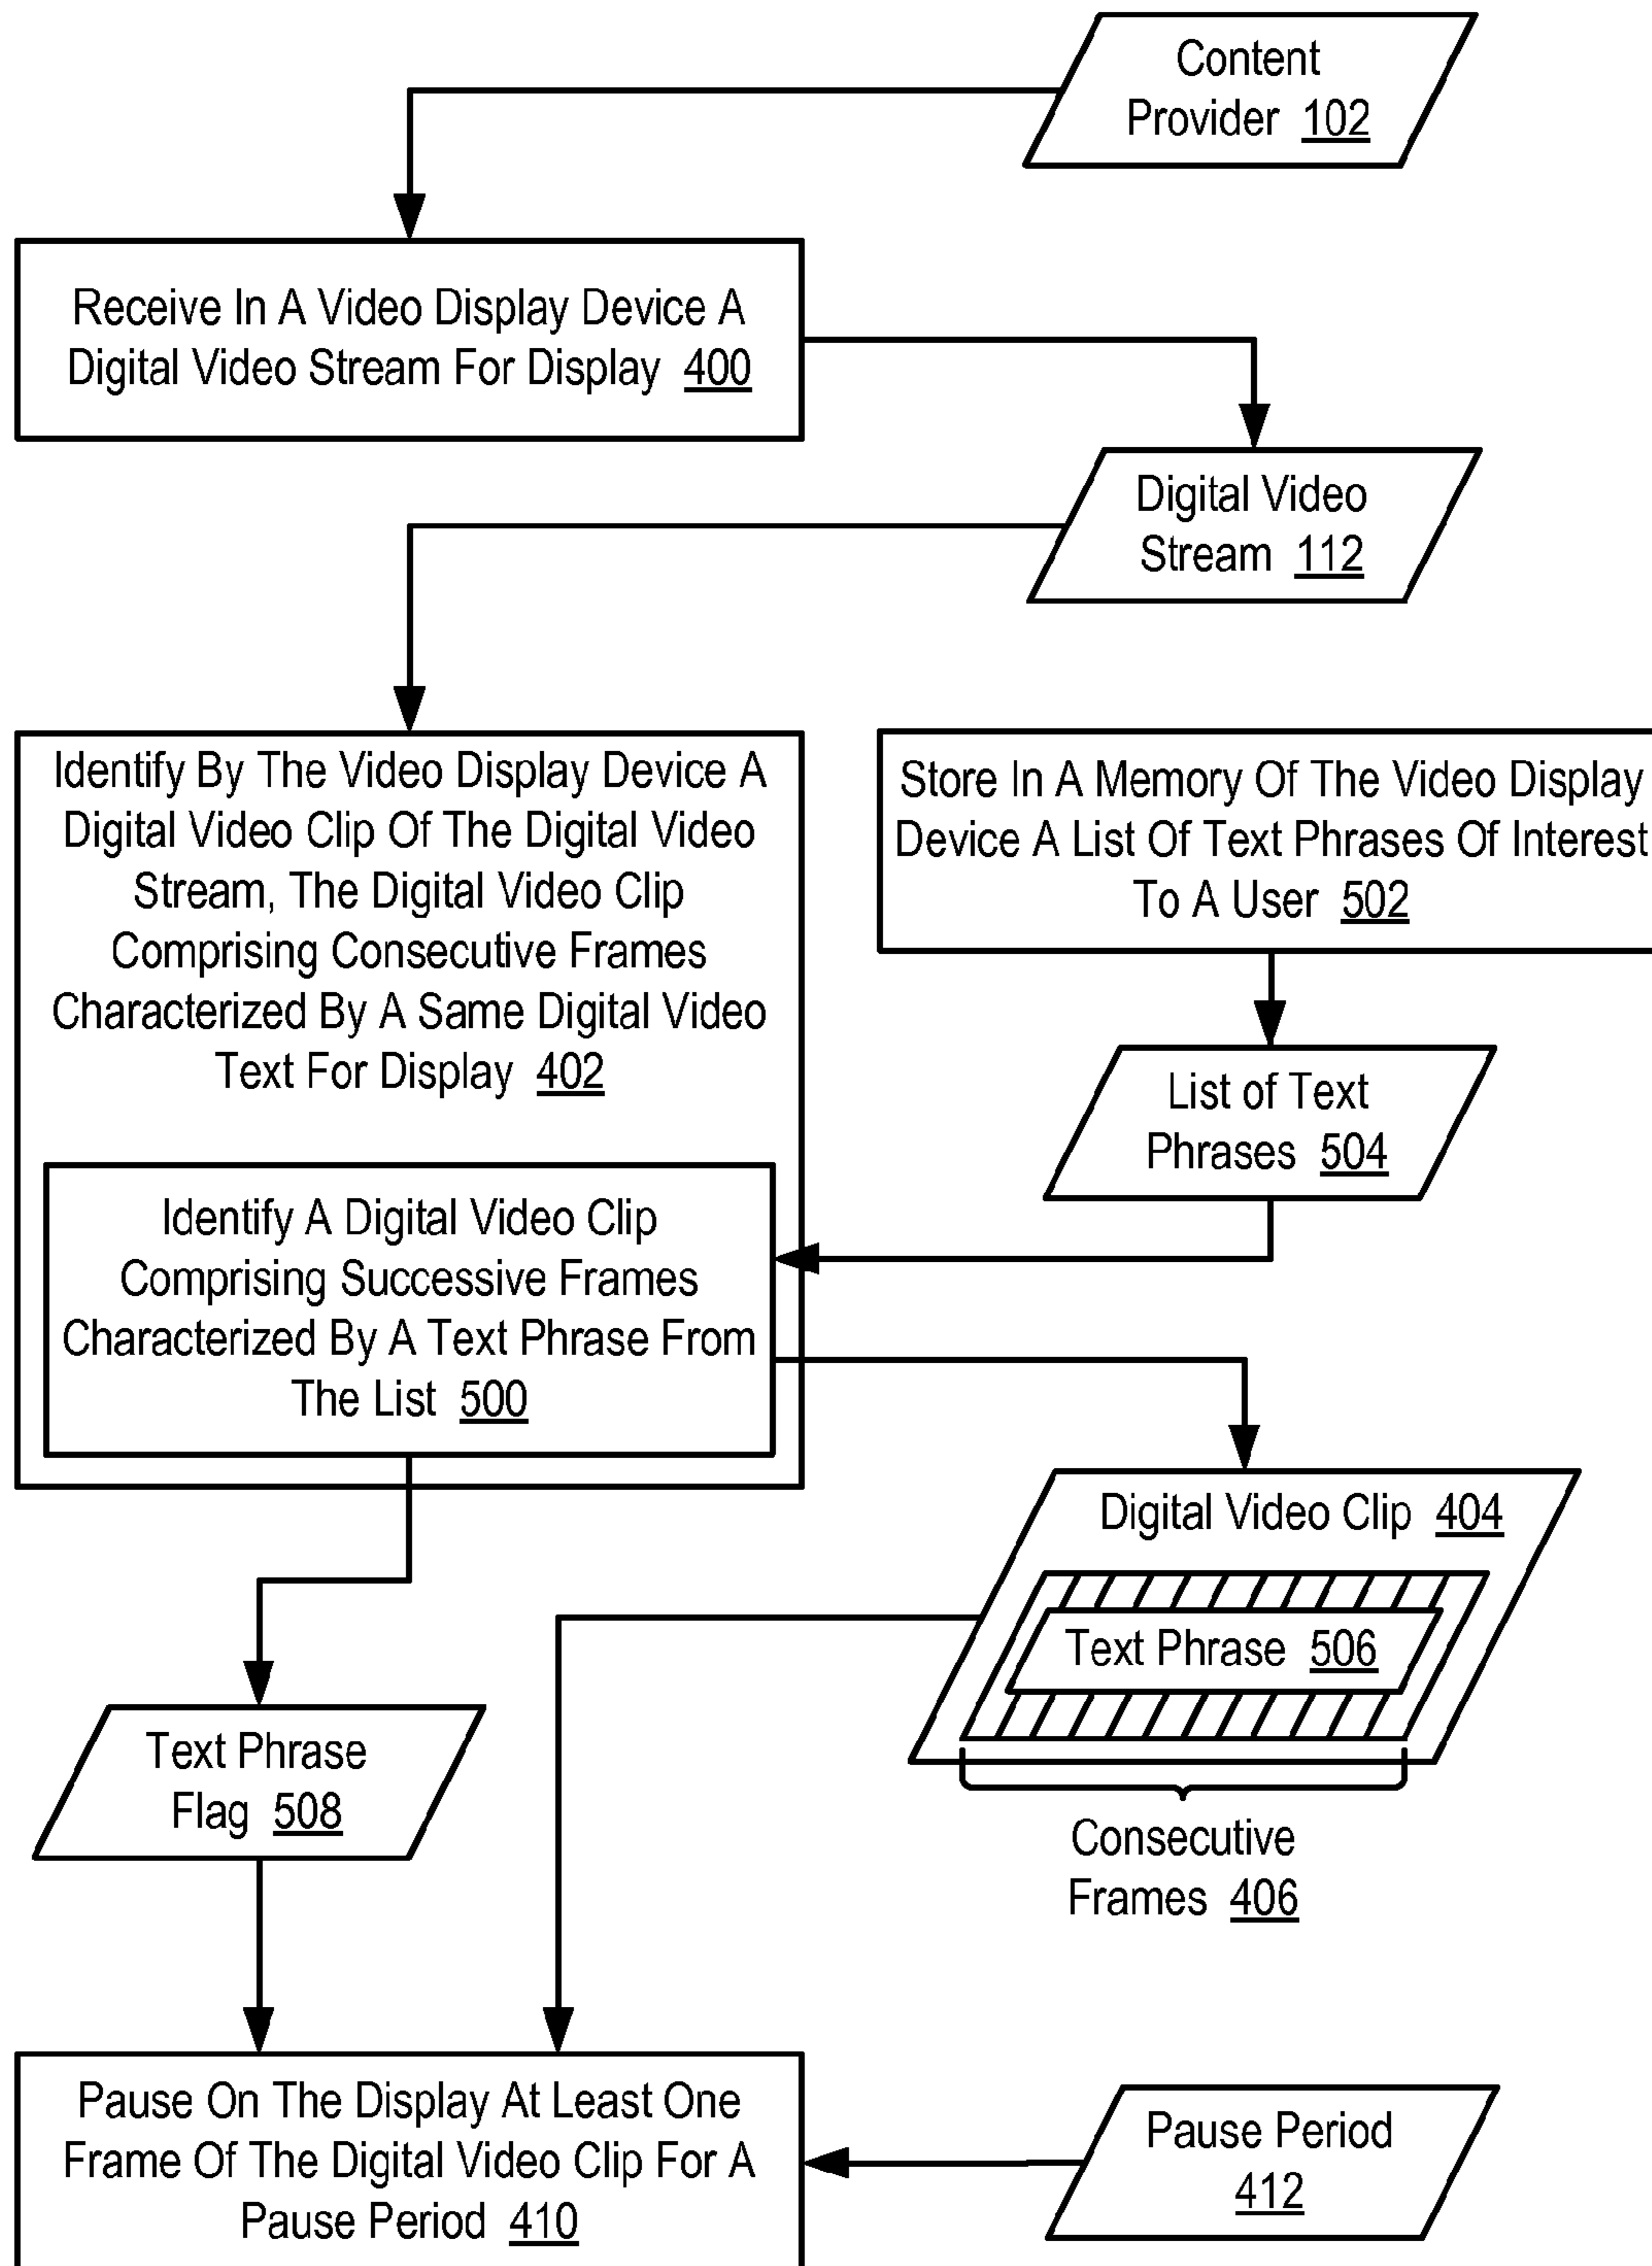 Content
Provider 102
Receive In A Video Display Device A
Digital Video Stream For Display 400
Digital Video
Stream 112
Identify By The Video Display Device A
Digital Video Clip Of The Digital Video
Stream, The Digital Video Clip
Comprising Consecutive Frames
Characterized By A Same Digital Video
Text For Display 402
Store In A Memory Of The Video Display
Device A List Of Text Phrases Of Interest
To A User 502
List of Text
Phrases 504
Identify A Digital Video Clip
Comprising Successive Frames
Characterized By A Text Phrase From
The List 500
Digital Video Clip 404
Text Phrase 506
Consecutive
Frames 406
Text Phrase
Flag 508
Pause On The Display At Least One
Frame Of The Digital Video Clip For A
Pause Period 410
Pause Period
412